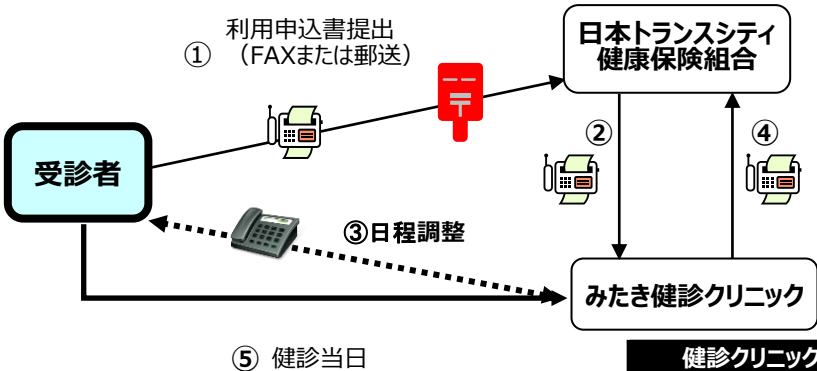 ① 利用申込書提出
（FAXまたは郵送）
日本トランスシティ
健康保険組合
②
④
受診者
③日程調整
みたき健診クリニック
⑤ 健診当日
健診クリニック